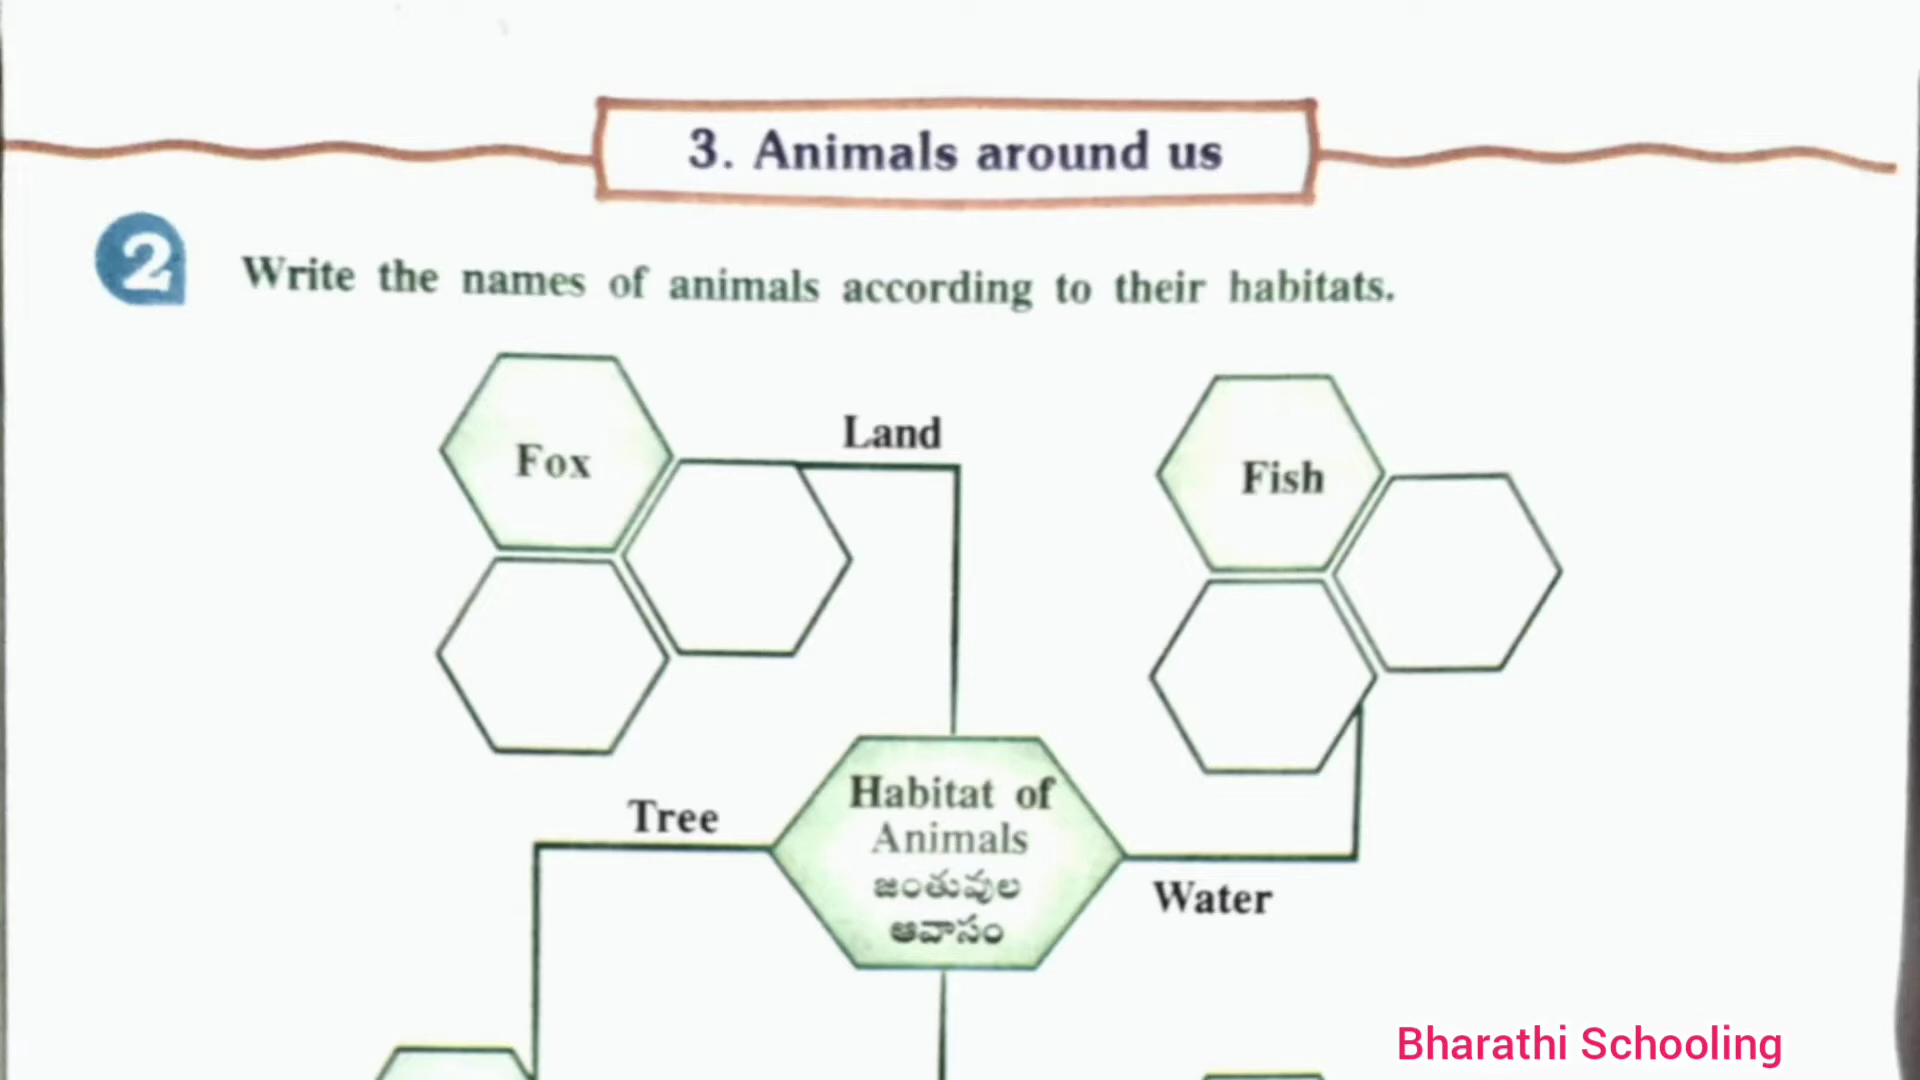 3. Animals around us
2 Write the names of animals according to their habitats.
Land
Fox
Fish
Tree
Habitat of
Animals
జంతువుల
ఆవాసం
Water
Bharathi Schooling